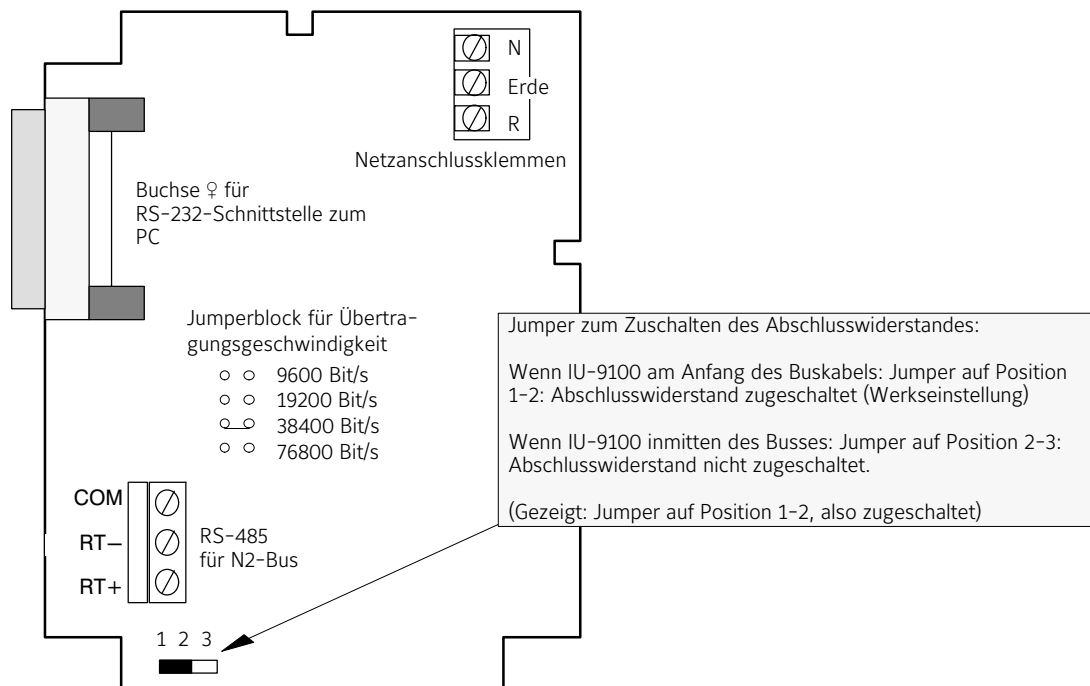 N
Erde
R
Netzanschlussklemmen
Buchse ♀ für
RS-232-Schnittstelle zum
PC
Jumperblock für Übertra-
gungsgeschwindigkeit
9600 Bit/s
19200 Bit/s
38400 Bit/s
76800 Bit/s
Jumper zum Zuschalten des Abschlusswiderstandes:
Wenn IU-9100 am Anfang des Buskabels: Jumper auf Position
1-2: Abschlusswiderstand zugeschaltet (Werkseinstellung)
Wenn IU-9100 inmitten des Busses: Jumper auf Position 2-3:
Abschlusswiderstand nicht zugeschaltet.
(Gezeigt: Jumper auf Position 1-2, also zugeschaltet)
COM
RT–
RT+
RS-485
für N2-Bus
1 2 3